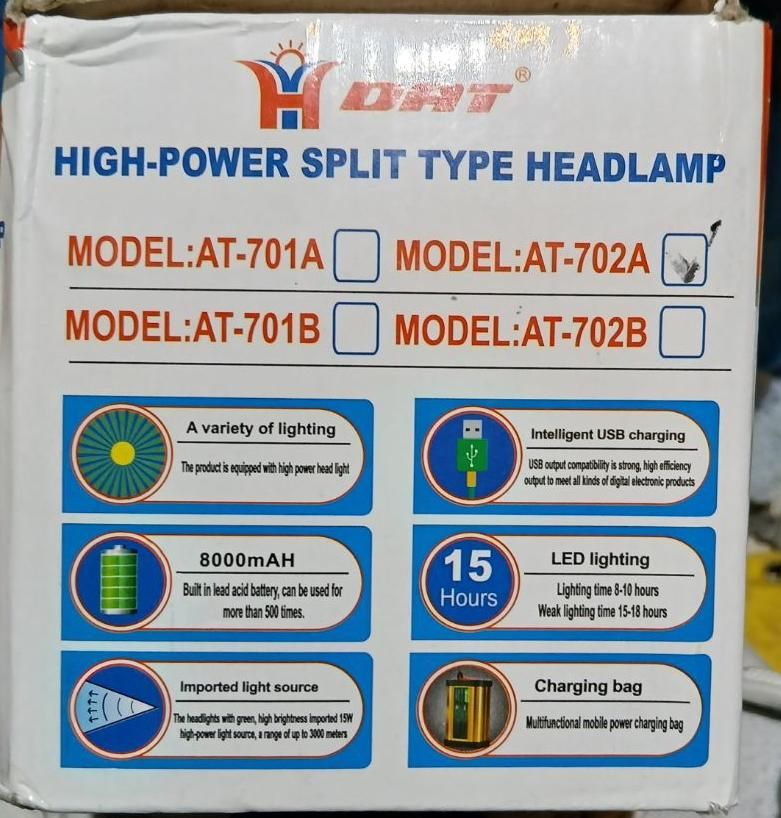 H DAT®
HIGH-POWER SPLIT TYPE HEADLAMP
MODEL:AT-701A MODEL:AT-702A
MODEL:AT-701B MODEL:AT-702B
A variety of lighting
The product is equipped with high power head light
Intelligent USB charging
USB output compatibility is strong, high efficiency
output to meet all kinds of digital electronic products
8000mAH
Built in lead acid battery, can be used for
more than 500 times.
15
Hours
LED lighting
Lighting time 8-10 hours
Weak lighting time 15-18 hours
Imported light source
The headlights with green, high brightness imported 15W
high-power light source, a range of up to 3000 meters
Charging bag
Multifunctional mobile power charging bag